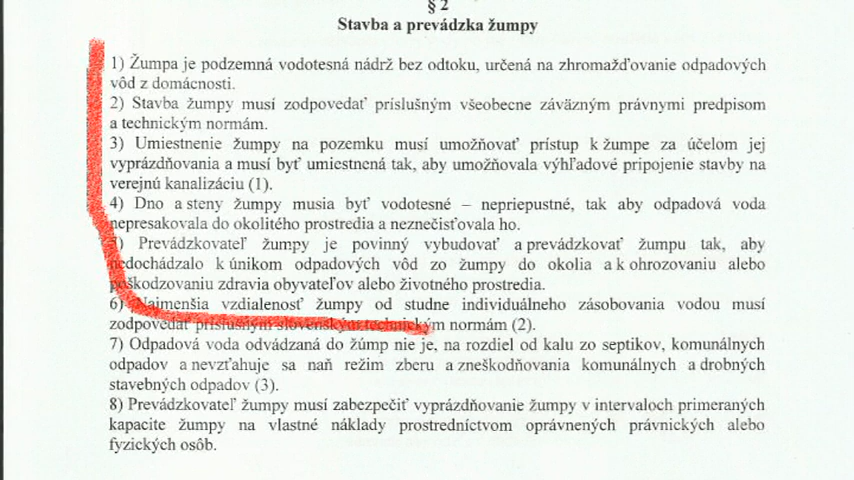 § 2
Stavba a prevádzka žumpy
1) Žumpa je podzemná vodotesná nádrž bez odtoku, určená na zhromažďovanie odpadových
vôd z domácnosti.
2) Stavba žumpy musí zodpovedať príslušným všeobecne záväzným právnymi predpisom
a technickým normám.
3) Umiestnenie žumpy na pozemku musí umožňovať prístup k žumpe za účelom jej
vyprázdňovania a musí byť umiestnená tak, aby umožňovala výhľadové pripojenie stavby na
verejnú kanalizáciu (1).
4) Dno a steny žumpy musia byť vodotesné – nepriepustné, tak aby odpadová voda
nepresakovala do okolitého prostredia a neznečisťovala ho.
5) Prevádzkovateľ žumpy je povinný vybudovať a prevádzkovať žumpu tak, aby
nedochádzalo k únikom odpadových vôd zo žumpy do okolia a k ohrozovaniu alebo
poškodzovaniu zdravia obyvateľov alebo životného prostredia.
6) Najmenšia vzdialenosť žumpy od studne individuálneho zásobovania vodou musí
zodpovedať príslušným slovenským technickým normám (2).
7) Odpadová voda odvádzaná do žúmp nie je, na rozdiel od kalu zo septikov, komunálnych
odpadov a nevzťahuje sa naň režim zberu a zneškodňovania komunálnych a drobných
stavebných odpadov (3).
8) Prevádzkovateľ žumpy musí zabezpečiť vyprázdňovanie žumpy v intervaloch primeraných
kapacite žumpy na vlastné náklady prostredníctvom oprávnených právnických alebo
fyzických osôb.